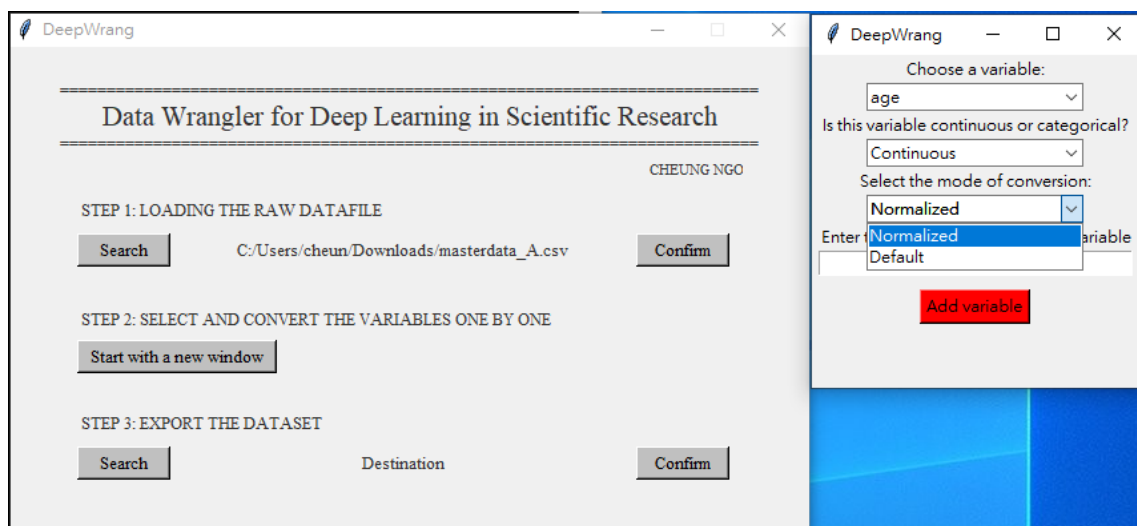 DeepWrang
Data Wrangler for Deep Learning in Scientific Research
CHEUNG NGO
STEP 1: LOADING THE RAW DATAFILE
Search C:/Users/cheun/Downloads/masterdata_A.csv Confirm
STEP 2: SELECT AND CONVERT THE VARIABLES ONE BY ONE
Start with a new window
STEP 3: EXPORT THE DATASET
Search Destination Confirm
DeepWrang
Choose a variable:
age
Is this variable continuous or categorical?
Continuous
Select the mode of conversion:
Normalized
Enter
Normalized
Default
Add variable